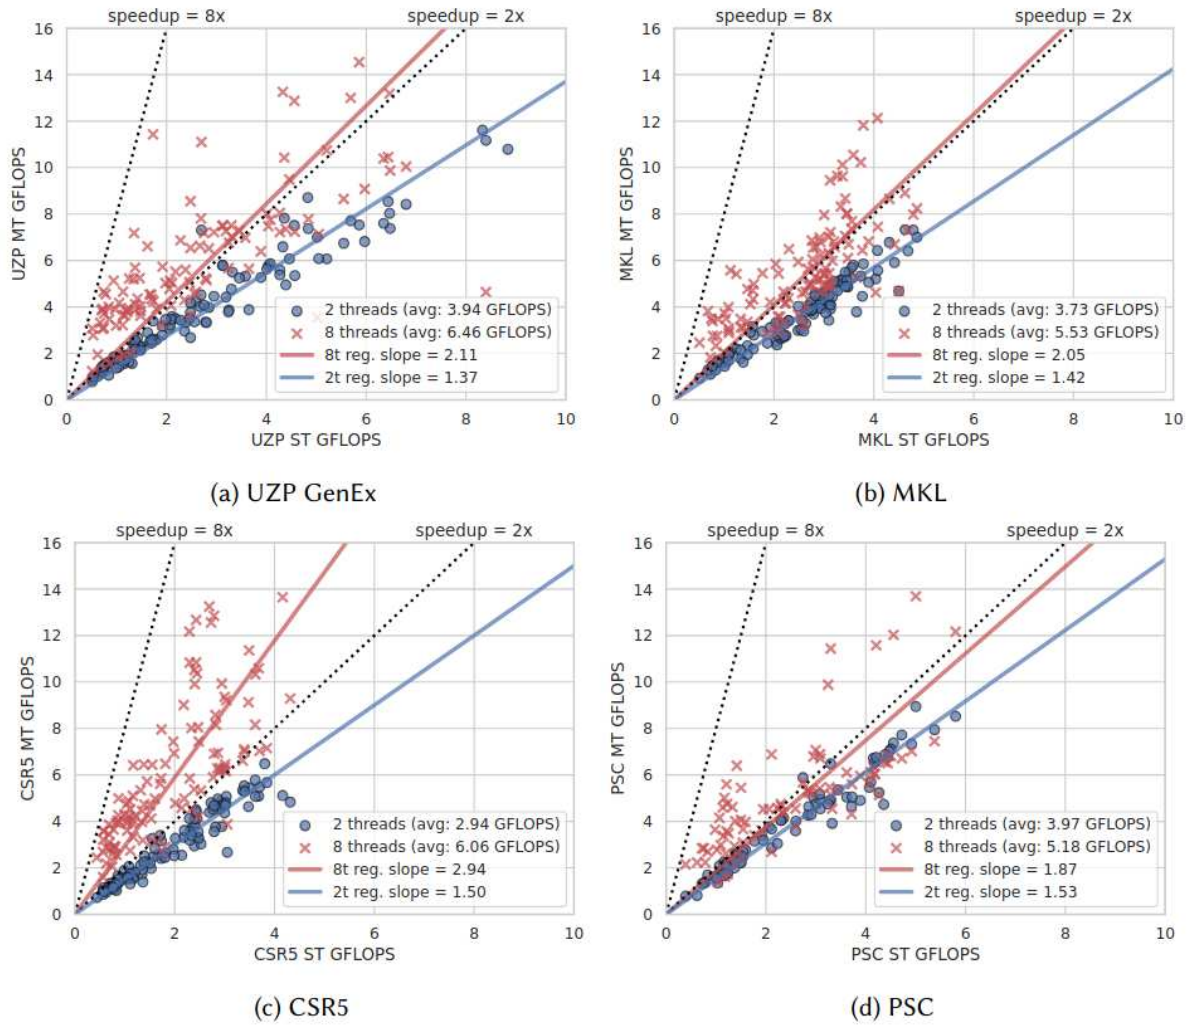 speedup = 8x
speedup = 2x
16
14
12
10
8
6
4
2
0
UZP MT GFLOPS
2 threads (avg: 3.94 GFLOPS)
8 threads (avg: 6.46 GFLOPS)
8t reg. slope = 2.11
2t reg. slope = 1.37
0 2 4 6 8 10
UZP ST GFLOPS
(a) UZP GenEx
speedup = 8x
speedup = 2x
16
14
12
10
8
6
4
2
0
MKL MT GFLOPS
2 threads (avg: 3.73 GFLOPS)
8 threads (avg: 5.53 GFLOPS)
8t reg. slope = 2.05
2t reg. slope = 1.42
0 2 4 6 8 10
MKL ST GFLOPS
(b) MKL
speedup = 8x
speedup = 2x
16
14
12
10
8
6
4
2
0
CSR5 MT GFLOPS
2 threads (avg: 2.94 GFLOPS)
8 threads (avg: 6.06 GFLOPS)
8t reg. slope = 2.94
2t reg. slope = 1.50
0 2 4 6 8 10
CSR5 ST GFLOPS
(c) CSR5
speedup = 8x
speedup = 2x
16
14
12
10
8
6
4
2
0
PSC MT GFLOPS
2 threads (avg: 3.97 GFLOPS)
8 threads (avg: 5.18 GFLOPS)
8t reg. slope = 1.87
2t reg. slope = 1.53
0 2 4 6 8 10
PSC ST GFLOPS
(d) PSC